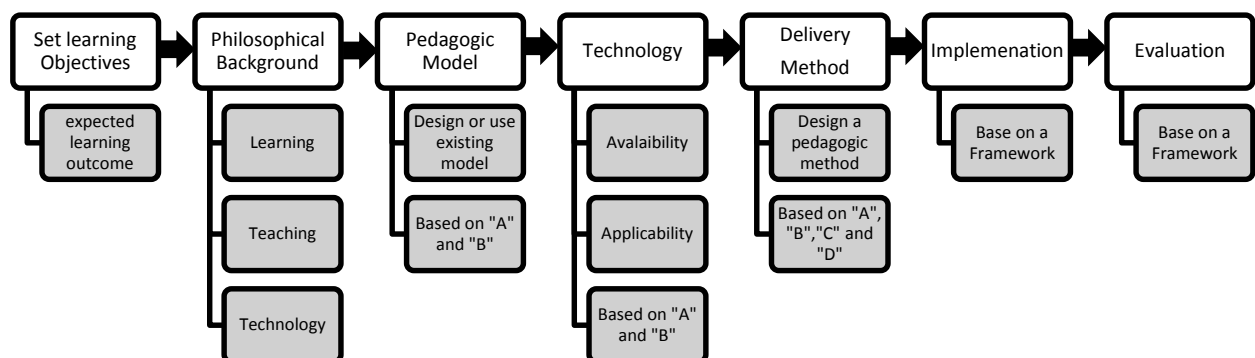 Set learning
Objectives
Philosophical
Background
Pedagogic
Model
Technology
Delivery
Method
Implemenation
Evaluation
expected
learning
outcome
Learning
Teaching
Technology
Design or use
existing
model
Based on "A"
and "B"
Avalaibility
Applicability
Based on "A"
and "B"
Design a
pedagogic
method
Based on "A",
"B","C" and
"D"
Base on a
Framework
Base on a
Framework